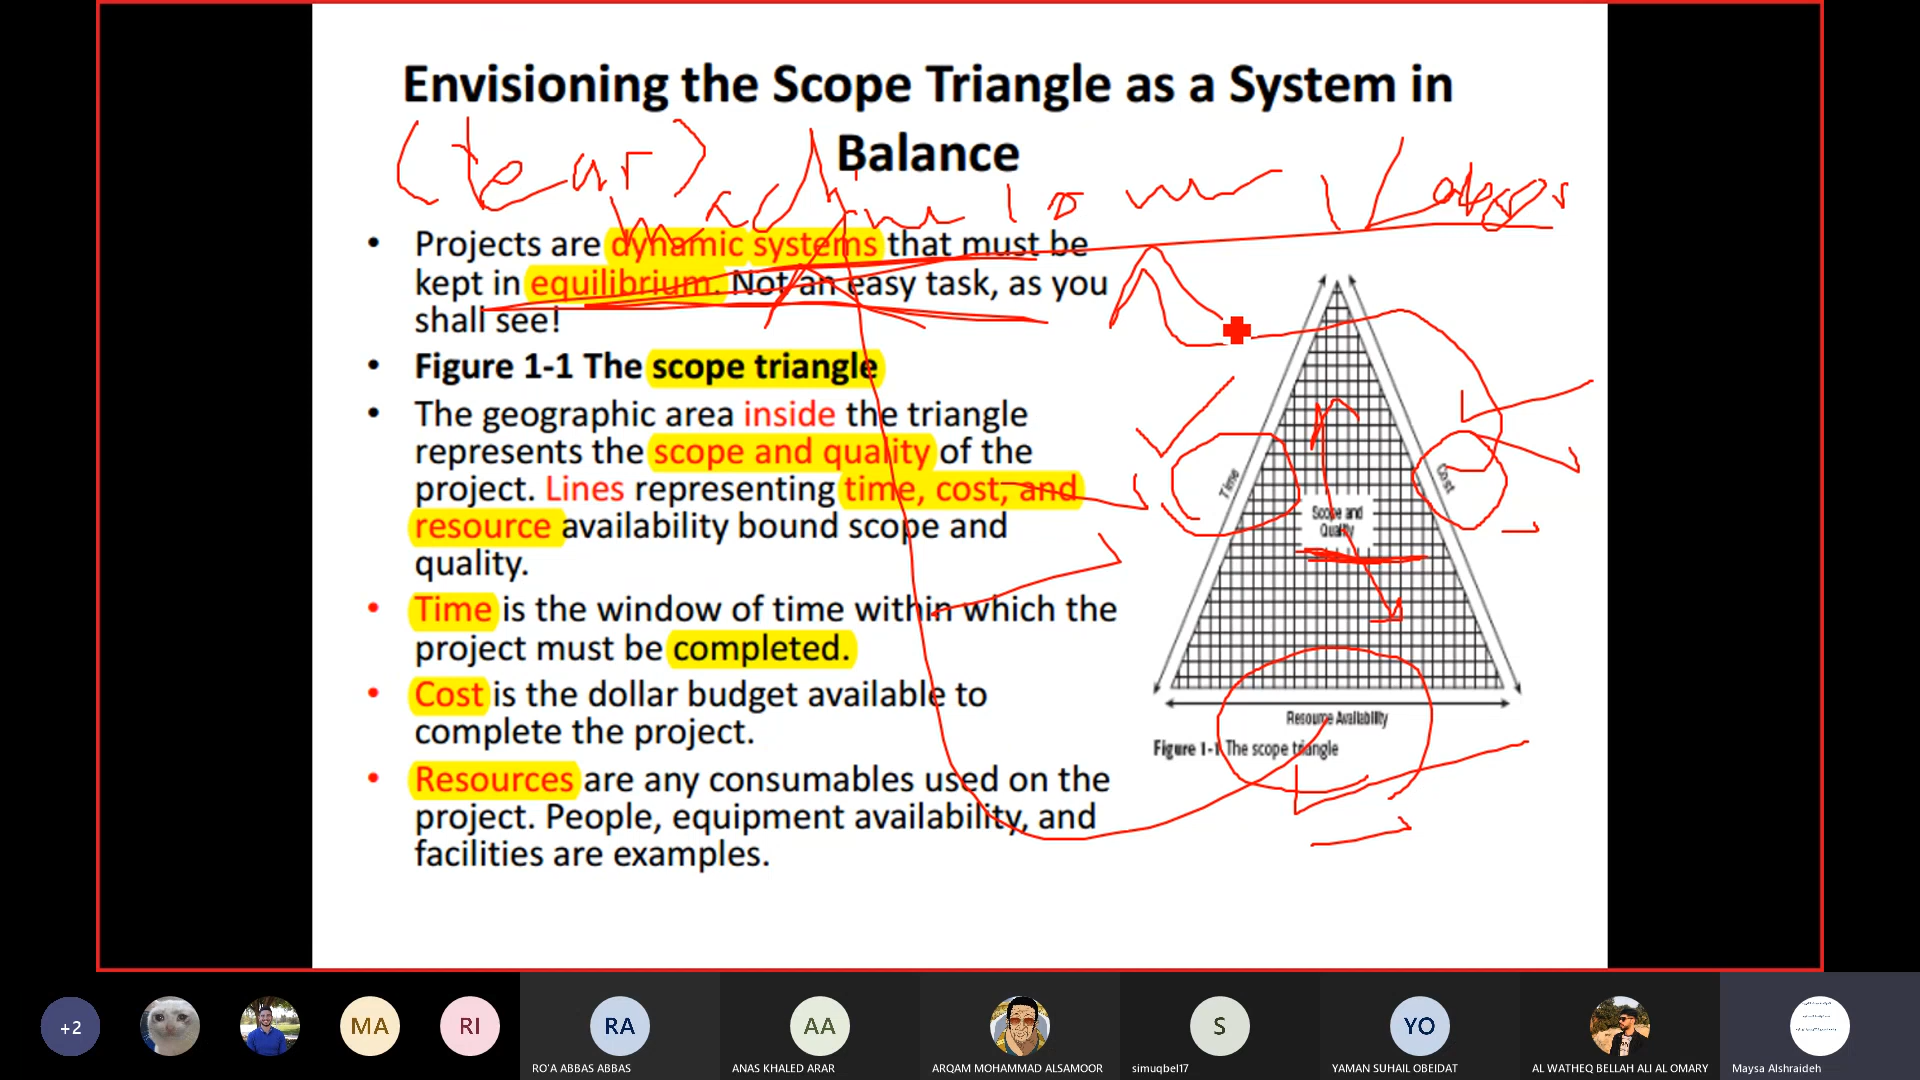 Envisioning the Scope Triangle as a System in
Balance
(tear)
machine
• Projects are dynamic systems that must be
kept in equilibrium. Not an easy task, as you
shall see!
• Figure 1-1 The scope triangle
• The geographic area inside the triangle
represents the scope and quality of the
project. Lines representing time, cost, and
resource availability bound scope and
quality.
• Time is the window of time within which the
project must be completed.
• Cost is the dollar budget available to
complete the project.
• Resources are any consumables used on the
project. People, equipment availability, and
facilities are examples.
Time
Cost
Scope and
Quality
Resource Availability
Figure 1-1 The scope triangle
+2
MA
RI
RA
RO'A ABBAS ABBAS
AA
ANAS KHALED ARAR
ARQAM MOHAMMAD ALSAMOOR
S
simuqbel17
YO
YAMAN SUHAIL OBEIDAT
AL WATHEQ BELLAH ALI AL OMARY
Maysa Alshraideh